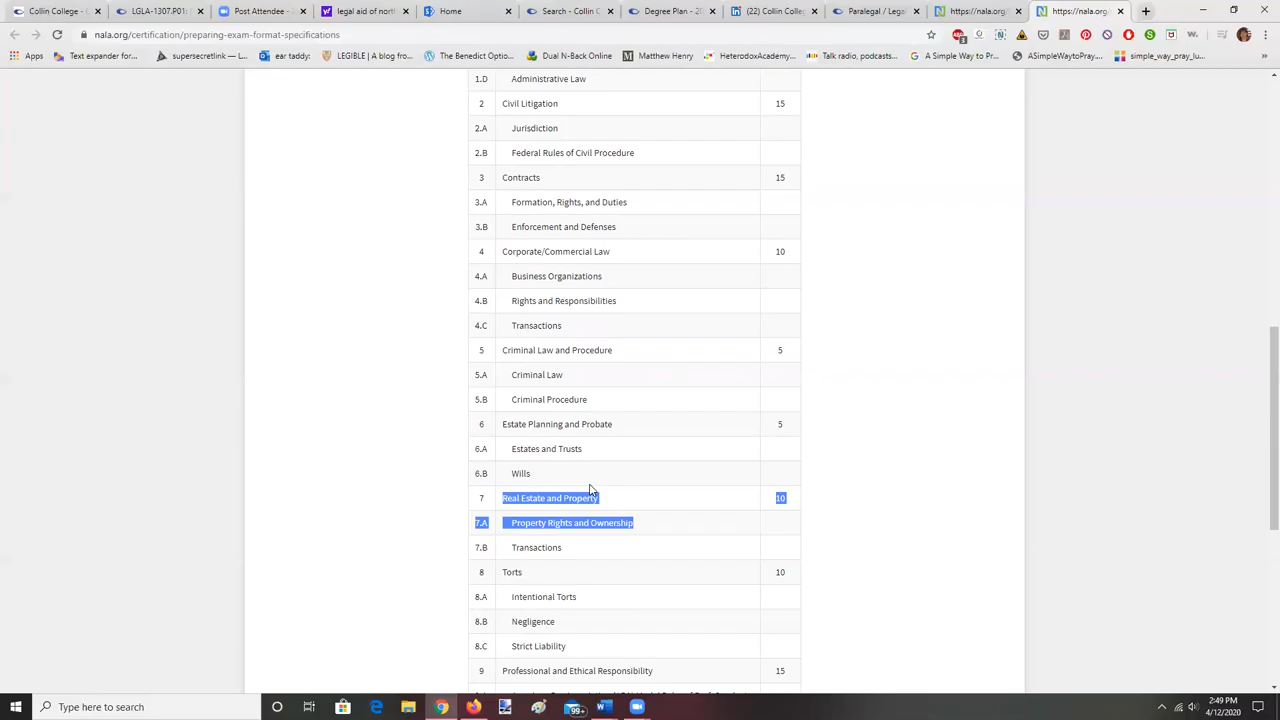 Collin College -
LGLA-1307.P01:
Post Attendee -
legal aid of north
Home
Search - Collin C
Degree Plan - 20
(22) Collin Colle
Paralegal / Legal
https://nala.org
https://nala.org/
nala.org/certification/preparing-exam-format-specifications
Apps
Text expander form...
supersecretlink — L...
ear taddy:
LEGIBLE | A blog fro...
The Benedict Optio...
Dual N-Back Online
Matthew Henry
HeterodoxAcademy...
Talk radio, podcasts...
A Simple Way to Pr...
ASimpleWaytoPray...
simple_way_pray_lu...
1.D Administrative Law
2 Civil Litigation 15
2.A Jurisdiction
2.B Federal Rules of Civil Procedure
3 Contracts 15
3.A Formation, Rights, and Duties
3.B Enforcement and Defenses
4 Corporate/Commercial Law 10
4.A Business Organizations
4.B Rights and Responsibilities
4.C Transactions
5 Criminal Law and Procedure 5
5.A Criminal Law
5.B Criminal Procedure
6 Estate Planning and Probate 5
6.A Estates and Trusts
6.B Wills
7 Real Estate and Property 10
7.A Property Rights and Ownership
7.B Transactions
8 Torts 10
8.A Intentional Torts
8.B Negligence
8.C Strict Liability
9 Professional and Ethical Responsibility 15
Type here to search
99+
2:49 PM
4/12/2020